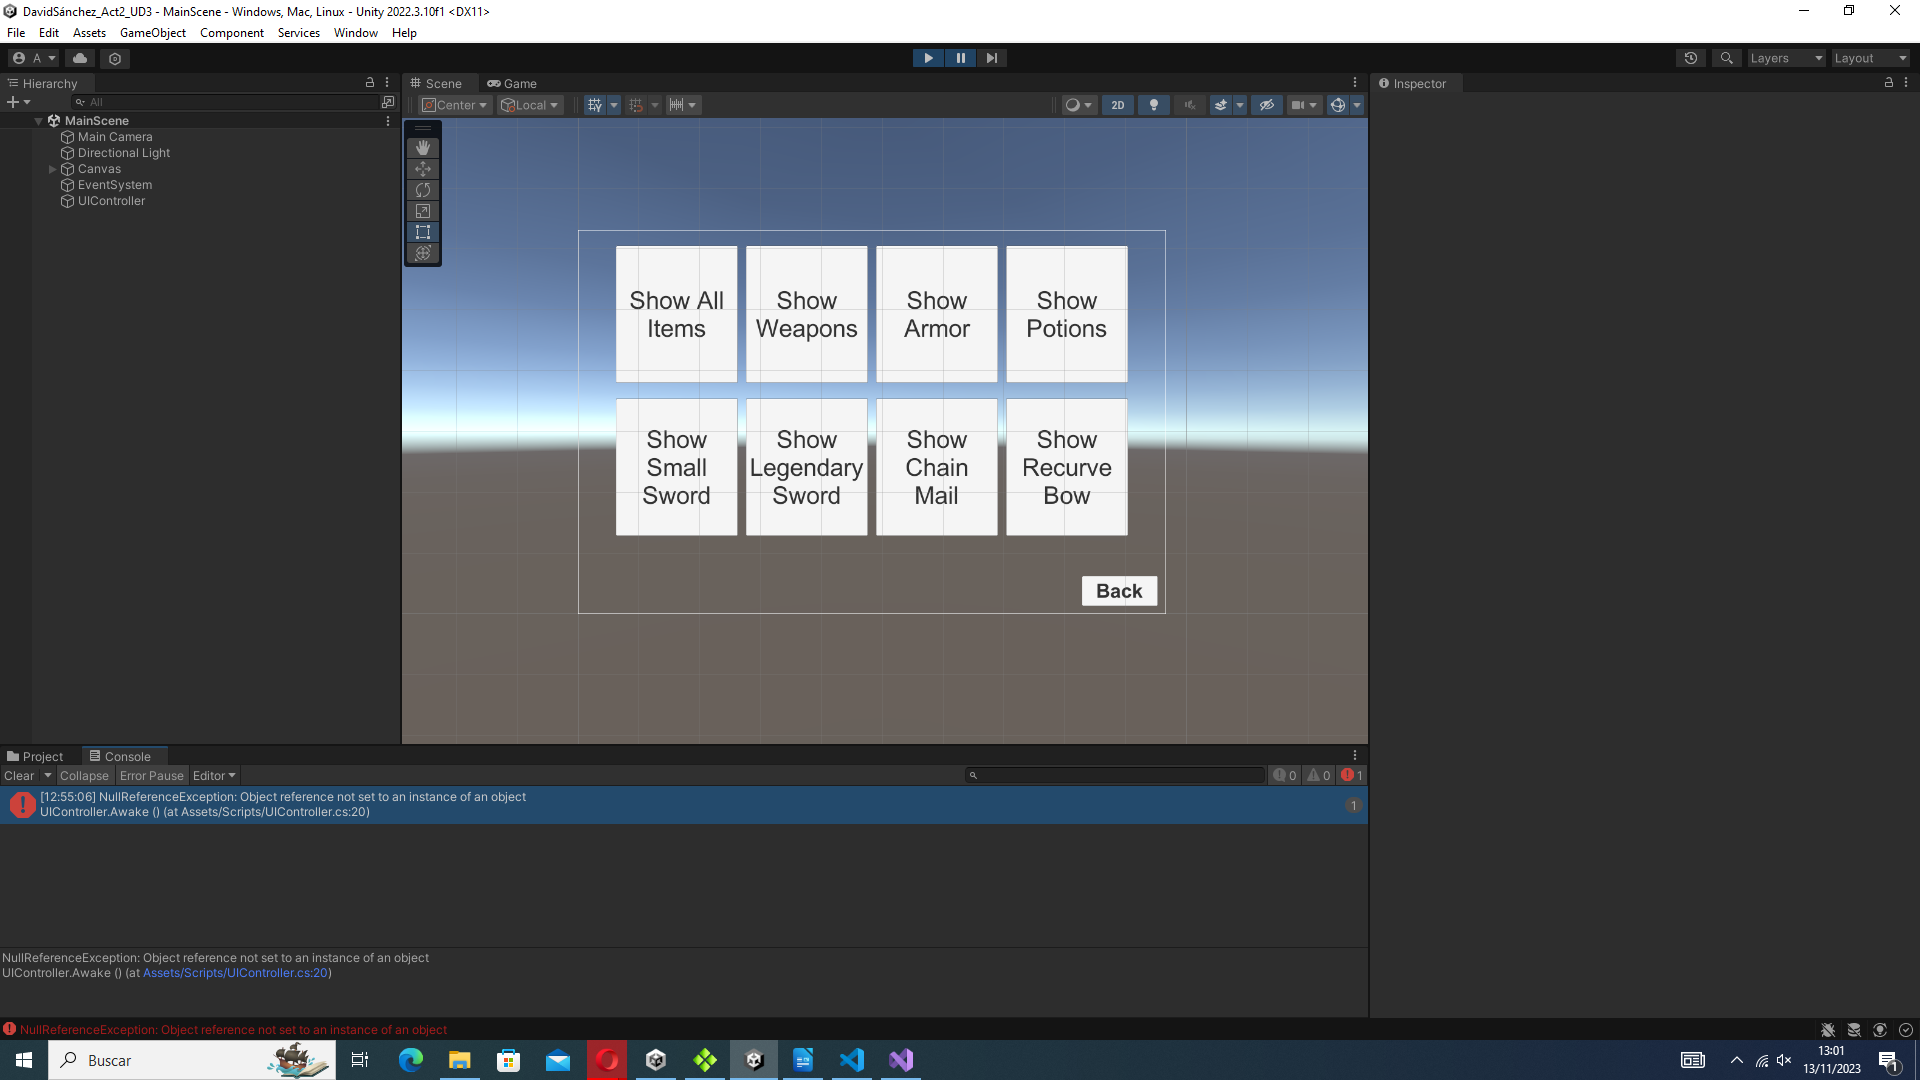 DavidSánchez_Act2_UD3 - MainScene - Windows, Mac, Linux - Unity 2022.3.10f1 <DX11>
File Edit Assets GameObject Component Services Window Help
A Layers Layout
Hierarchy
Scene Game
Inspector
All
Center Local 2D
MainScene
Main Camera
Directional Light
Canvas
EventSystem
UIController
Show All
Items
Show
Weapons
Show
Armor
Show
Potions
Show
Small
Sword
Show
Legendary
Sword
Show
Chain
Mail
Show
Recurve
Bow
Back
Project Console
Clear Collapse Error Pause Editor 0 0 1
[12:55:06] NullReferenceException: Object reference not set to an instance of an object
UIController.Awake () (at Assets/Scripts/UIController.cs:20)
1
NullReferenceException: Object reference not set to an instance of an object
UIController.Awake () (at Assets/Scripts/UIController.cs:20)
NullReferenceException: Object reference not set to an instance of an object
Buscar
13:01
13/11/2023
1